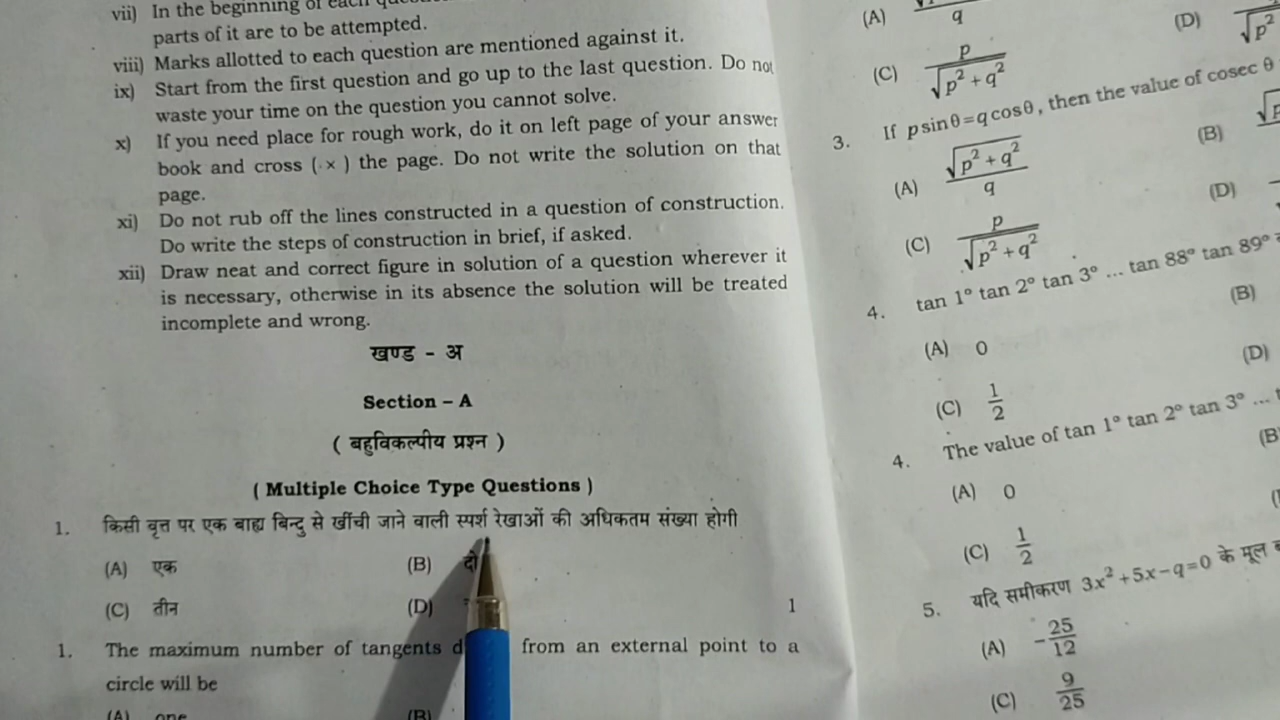 vii) In the beginning of each
parts of it are to be attempted.
viii) Marks allotted to each question are mentioned against it.
ix) Start from the first question and go up to the last question. Do not
waste your time on the question you cannot solve.
x) If you need place for rough work, do it on left page of your answer
book and cross ( × ) the page. Do not write the solution on that
page.
xi) Do not rub off the lines constructed in a question of construction.
Do write the steps of construction in brief, if asked.
xii) Draw neat and correct figure in solution of a question wherever it
is necessary, otherwise in its absence the solution will be treated
incomplete and wrong.
खण्ड - अ
Section – A
( बहुविकल्पीय प्रश्न )
( Multiple Choice Type Questions )
1. किसी वृत्त पर एक बाह्य बिन्दु से खींची जाने वाली स्पर्श रेखाओं की अधिकतम संख्या होगी
(A) एक (B) दो
(C) तीन (D)
1
1. The maximum number of tangents from an external point to a
circle will be
(A) one (B)
(A) q (D) √p²
(C) p/√(p² + q²)
3. If p sin θ = q cos θ, then the value of cosec θ
(A) √(p² + q²)/q (B)
(C) p/√(p² + q²) (D)
4. tan 1° tan 2° tan 3° ... tan 88° tan 89°
(A) 0 (B)
(C) 1/2 (D)
4. The value of tan 1° tan 2° tan 3° ...
(A) 0 (B
(C) 1/2
5. यदि समीकरण 3x² + 5x – q = 0 के मूल
(A) –25/12
(C) 9/25